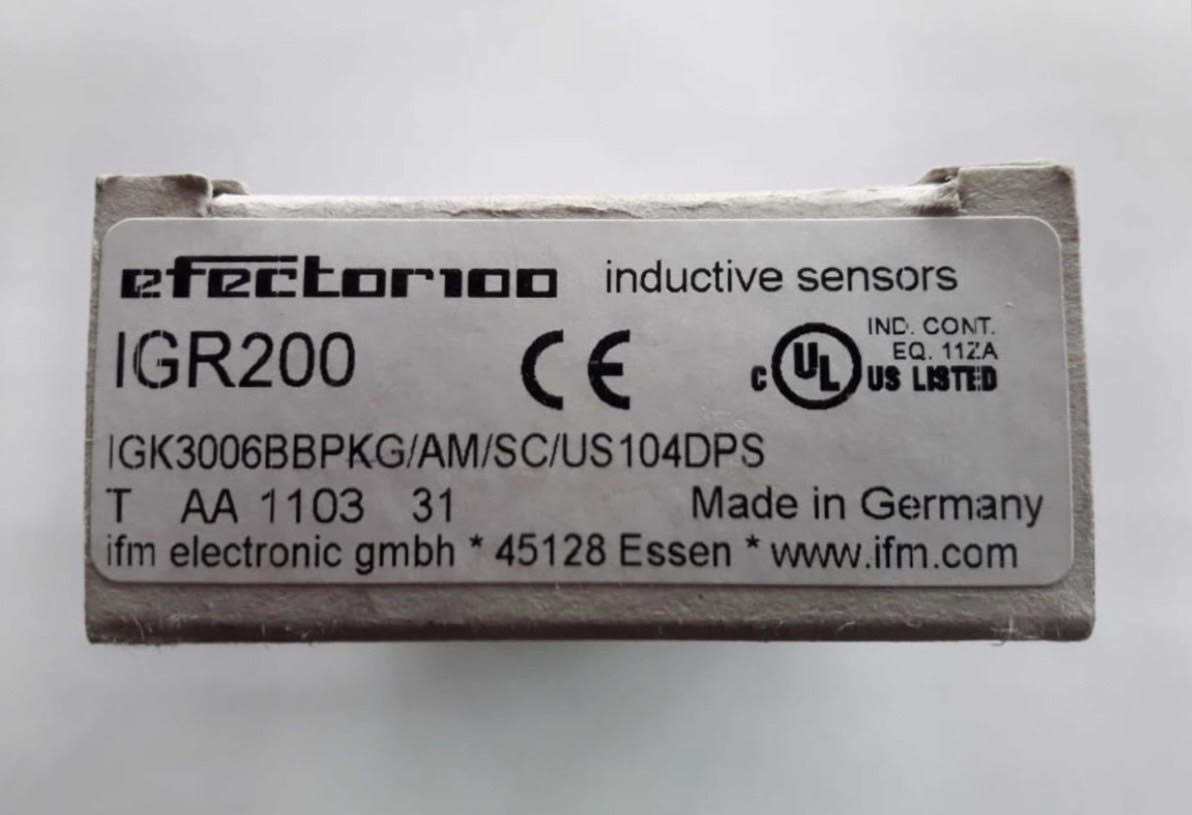 efector100 inductive sensors
IGR200 CE c UL US LISTED IND. CONT. EQ. 11ZA
IGK3006BBPKG/AM/SC/US104DPS
T AA 1103 31 Made in Germany
ifm electronic gmbh * 45128 Essen * www.ifm.com